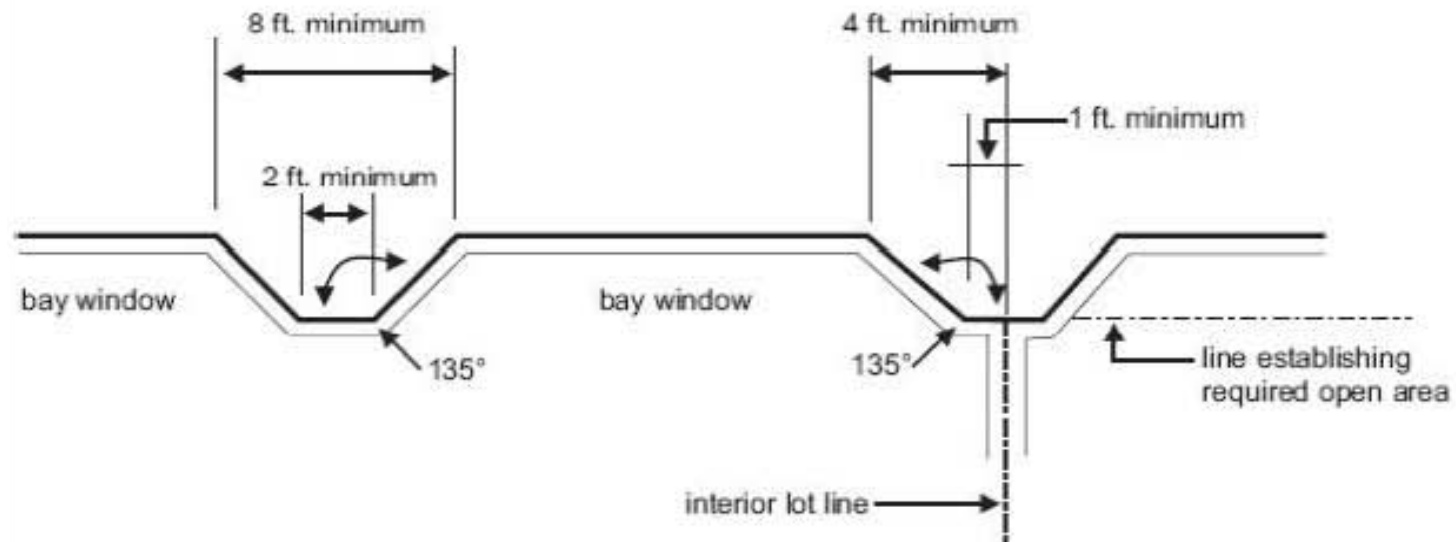 8 ft. minimum
4 ft. minimum
1 ft. minimum
2 ft. minimum
bay window
bay window
135°
135°
line establishing
required open area
interior lot line